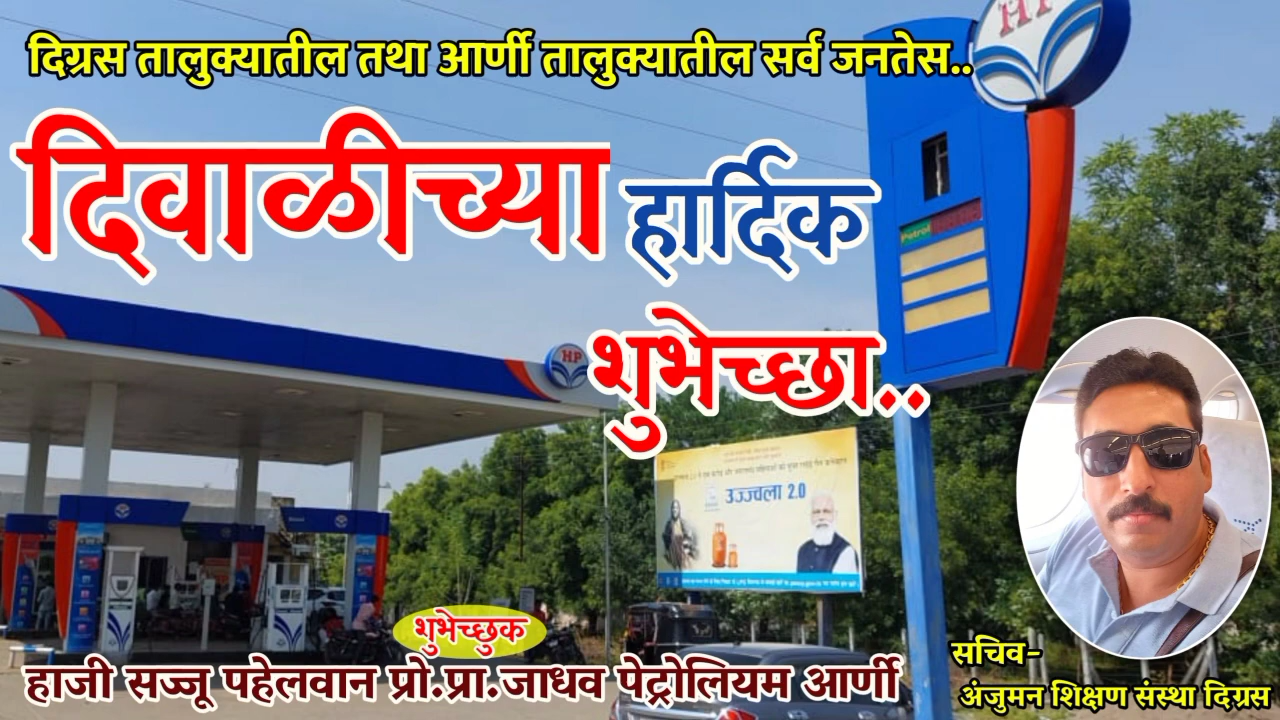 दिग्रस तालुक्यातील तथा आर्णी तालुक्यातील सर्व जनतेस..
HP
दिवाळीच्या हार्दिक
Petrol
शुभेच्छा..
HP
उज्ज्वला 2.0
शुभेच्छुक
हाजी सज्जू पहेलवान प्रो.प्रा.जाधव पेट्रोलियम आर्णी
सचिव-
अंजुमन शिक्षण संस्था दिग्रस